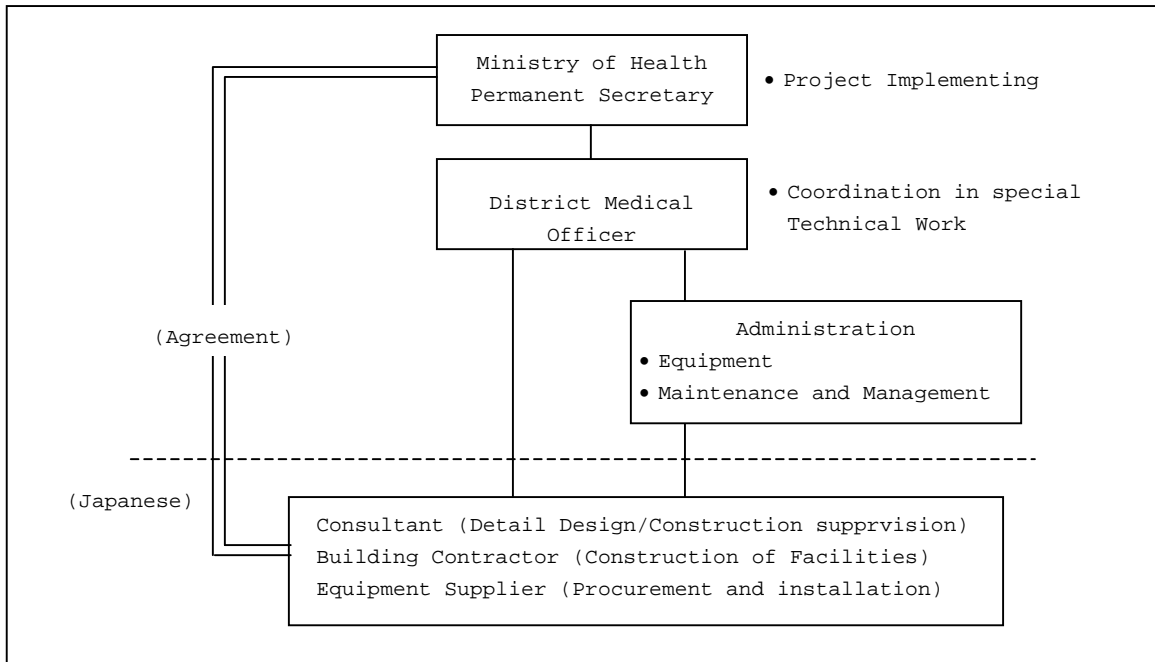 Ministry of Health
Permanent Secretary
• Project Implementing
District Medical
Officer
• Coordination in special
Technical Work
(Agreement)
Administration
• Equipment
• Maintenance and Management
(Japanese)
Consultant (Detail Design/Construction supprvision)
Building Contractor (Construction of Facilities)
Equipment Supplier (Procurement and installation)